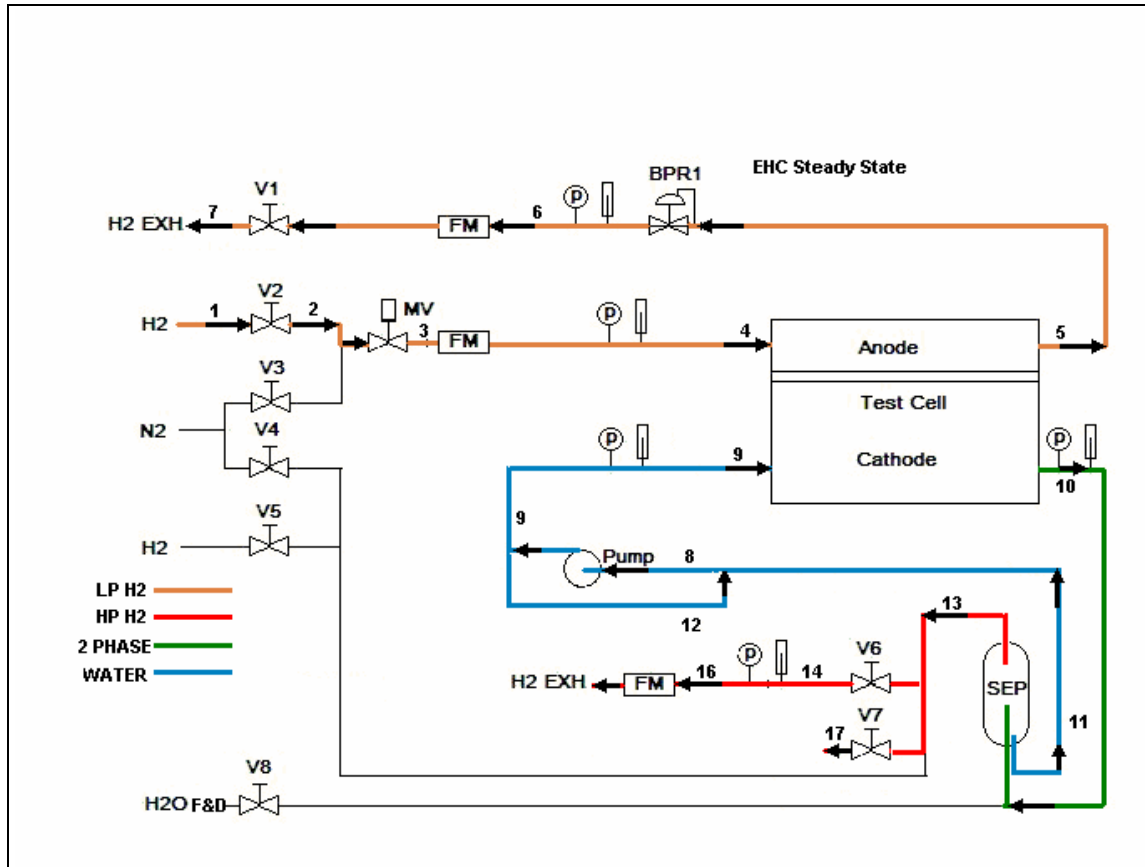 EHC Steady State
BPR1
V1
P
6
7
H2 EXH
FM
V2
MV
1
2
H2
3
FM
P
4
Anode
5
V3
Test Cell
N2
V4
P
9
Cathode
P
10
V5
9
H2
Pump
8
LP H2
HP H2
12
13
2 PHASE
V6
WATER
P
16
14
H2 EXH
FM
SEP
V7
11
17
V8
H2O F&D